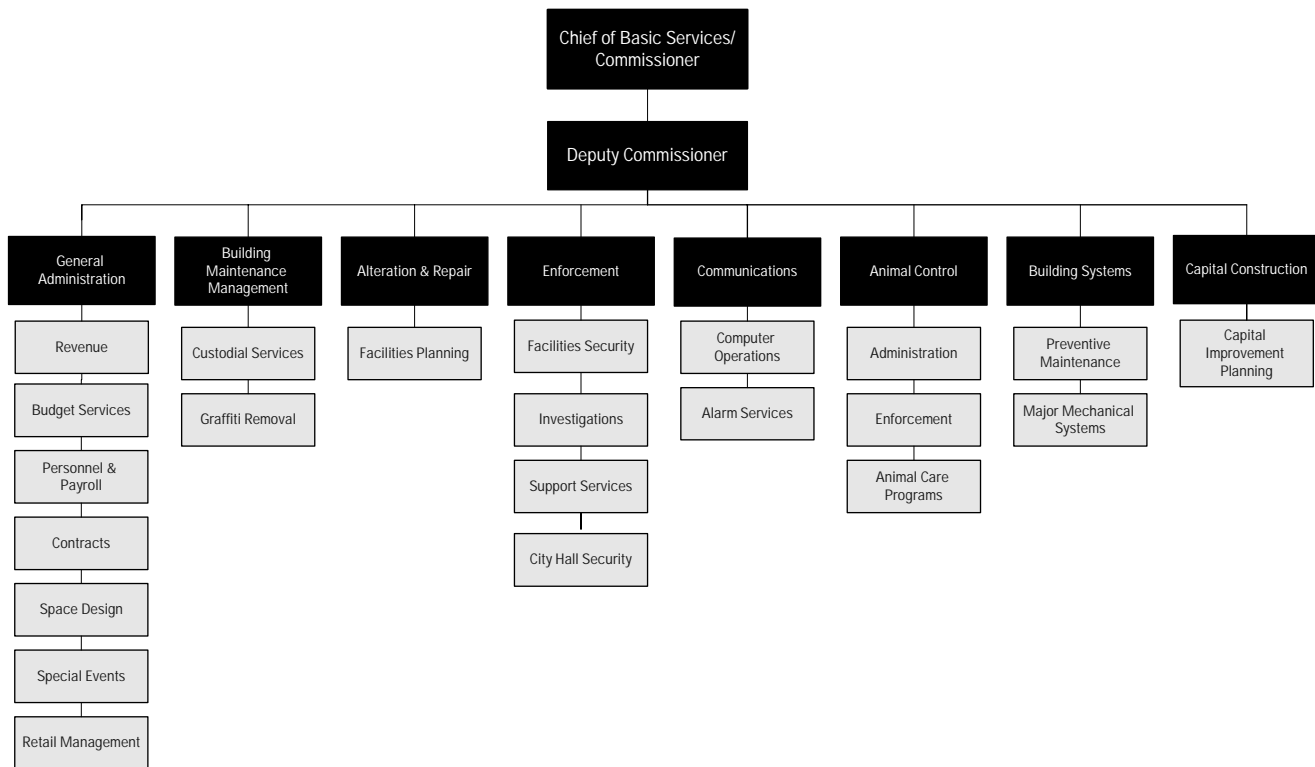 Chief of Basic Services/
Commissioner
Deputy Commissioner
General
Administration
Building
Maintenance
Management
Alteration & Repair
Enforcement
Communications
Animal Control
Building Systems
Capital Construction
Revenue
Budget Services
Personnel &
Payroll
Contracts
Space Design
Special Events
Retail Management
Custodial Services
Graffiti Removal
Facilities Planning
Facilities Security
Investigations
Support Services
City Hall Security
Computer
Operations
Alarm Services
Administration
Enforcement
Animal Care
Programs
Preventive
Maintenance
Major Mechanical
Systems
Capital
Improvement
Planning